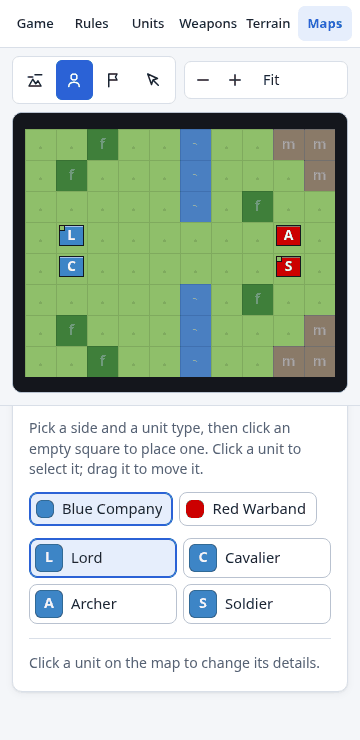 Game Rules Units Weapons Terrain Maps
Fit
. . f . . ~ . . m m
. f . . . ~ . . . m
. . . . . ~ . f . .
. L . . . . . . A .
. C . . . . . . S .
. . . . . ~ . f . .
. f . . . ~ . . . m
. . f . . ~ . . m m
Pick a side and a unit type, then click an
empty square to place one. Click a unit to
select it; drag it to move it.
Blue Company Red Warband
L Lord C Cavalier
A Archer S Soldier
Click a unit on the map to change its details.